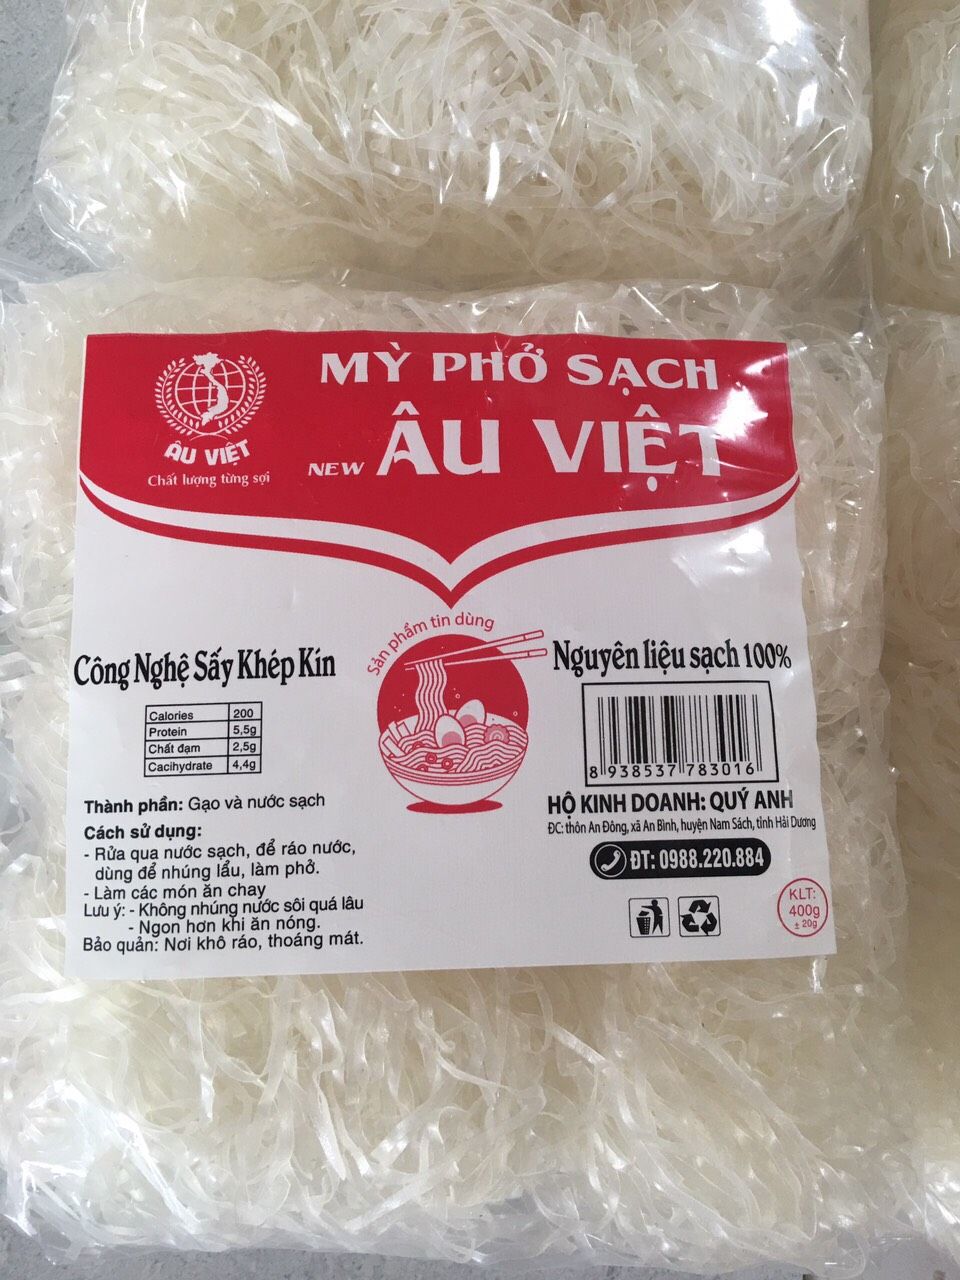 MỲ PHỞ SẠCH
NEW ÂU VIỆT
ÂU VIỆT
Chất lượng từng sợi
Sản phẩm tin dùng
Công Nghệ Sấy Khép Kín
Calories 200
Protein 5,5g
Chất đạm 2,5g
Cacihydrate 4,4g
Thành phần: Gạo và nước sạch
Cách sử dụng:
- Rửa qua nước sạch, để ráo nước,
dùng để nhúng lẩu, làm phở.
- Làm các món ăn chay
Lưu ý: - Không nhúng nước sôi quá lâu
- Ngon hơn khi ăn nóng.
Bảo quản: Nơi khô ráo, thoáng mát.
Nguyên liệu sạch 100%
8 938537 783016
HỘ KINH DOANH: QUÝ ANH
ĐC: thôn An Đông, xã An Bình, huyện Nam Sách, tỉnh Hải Dương
ĐT: 0988.220.884
KLT:
400g
± 20g